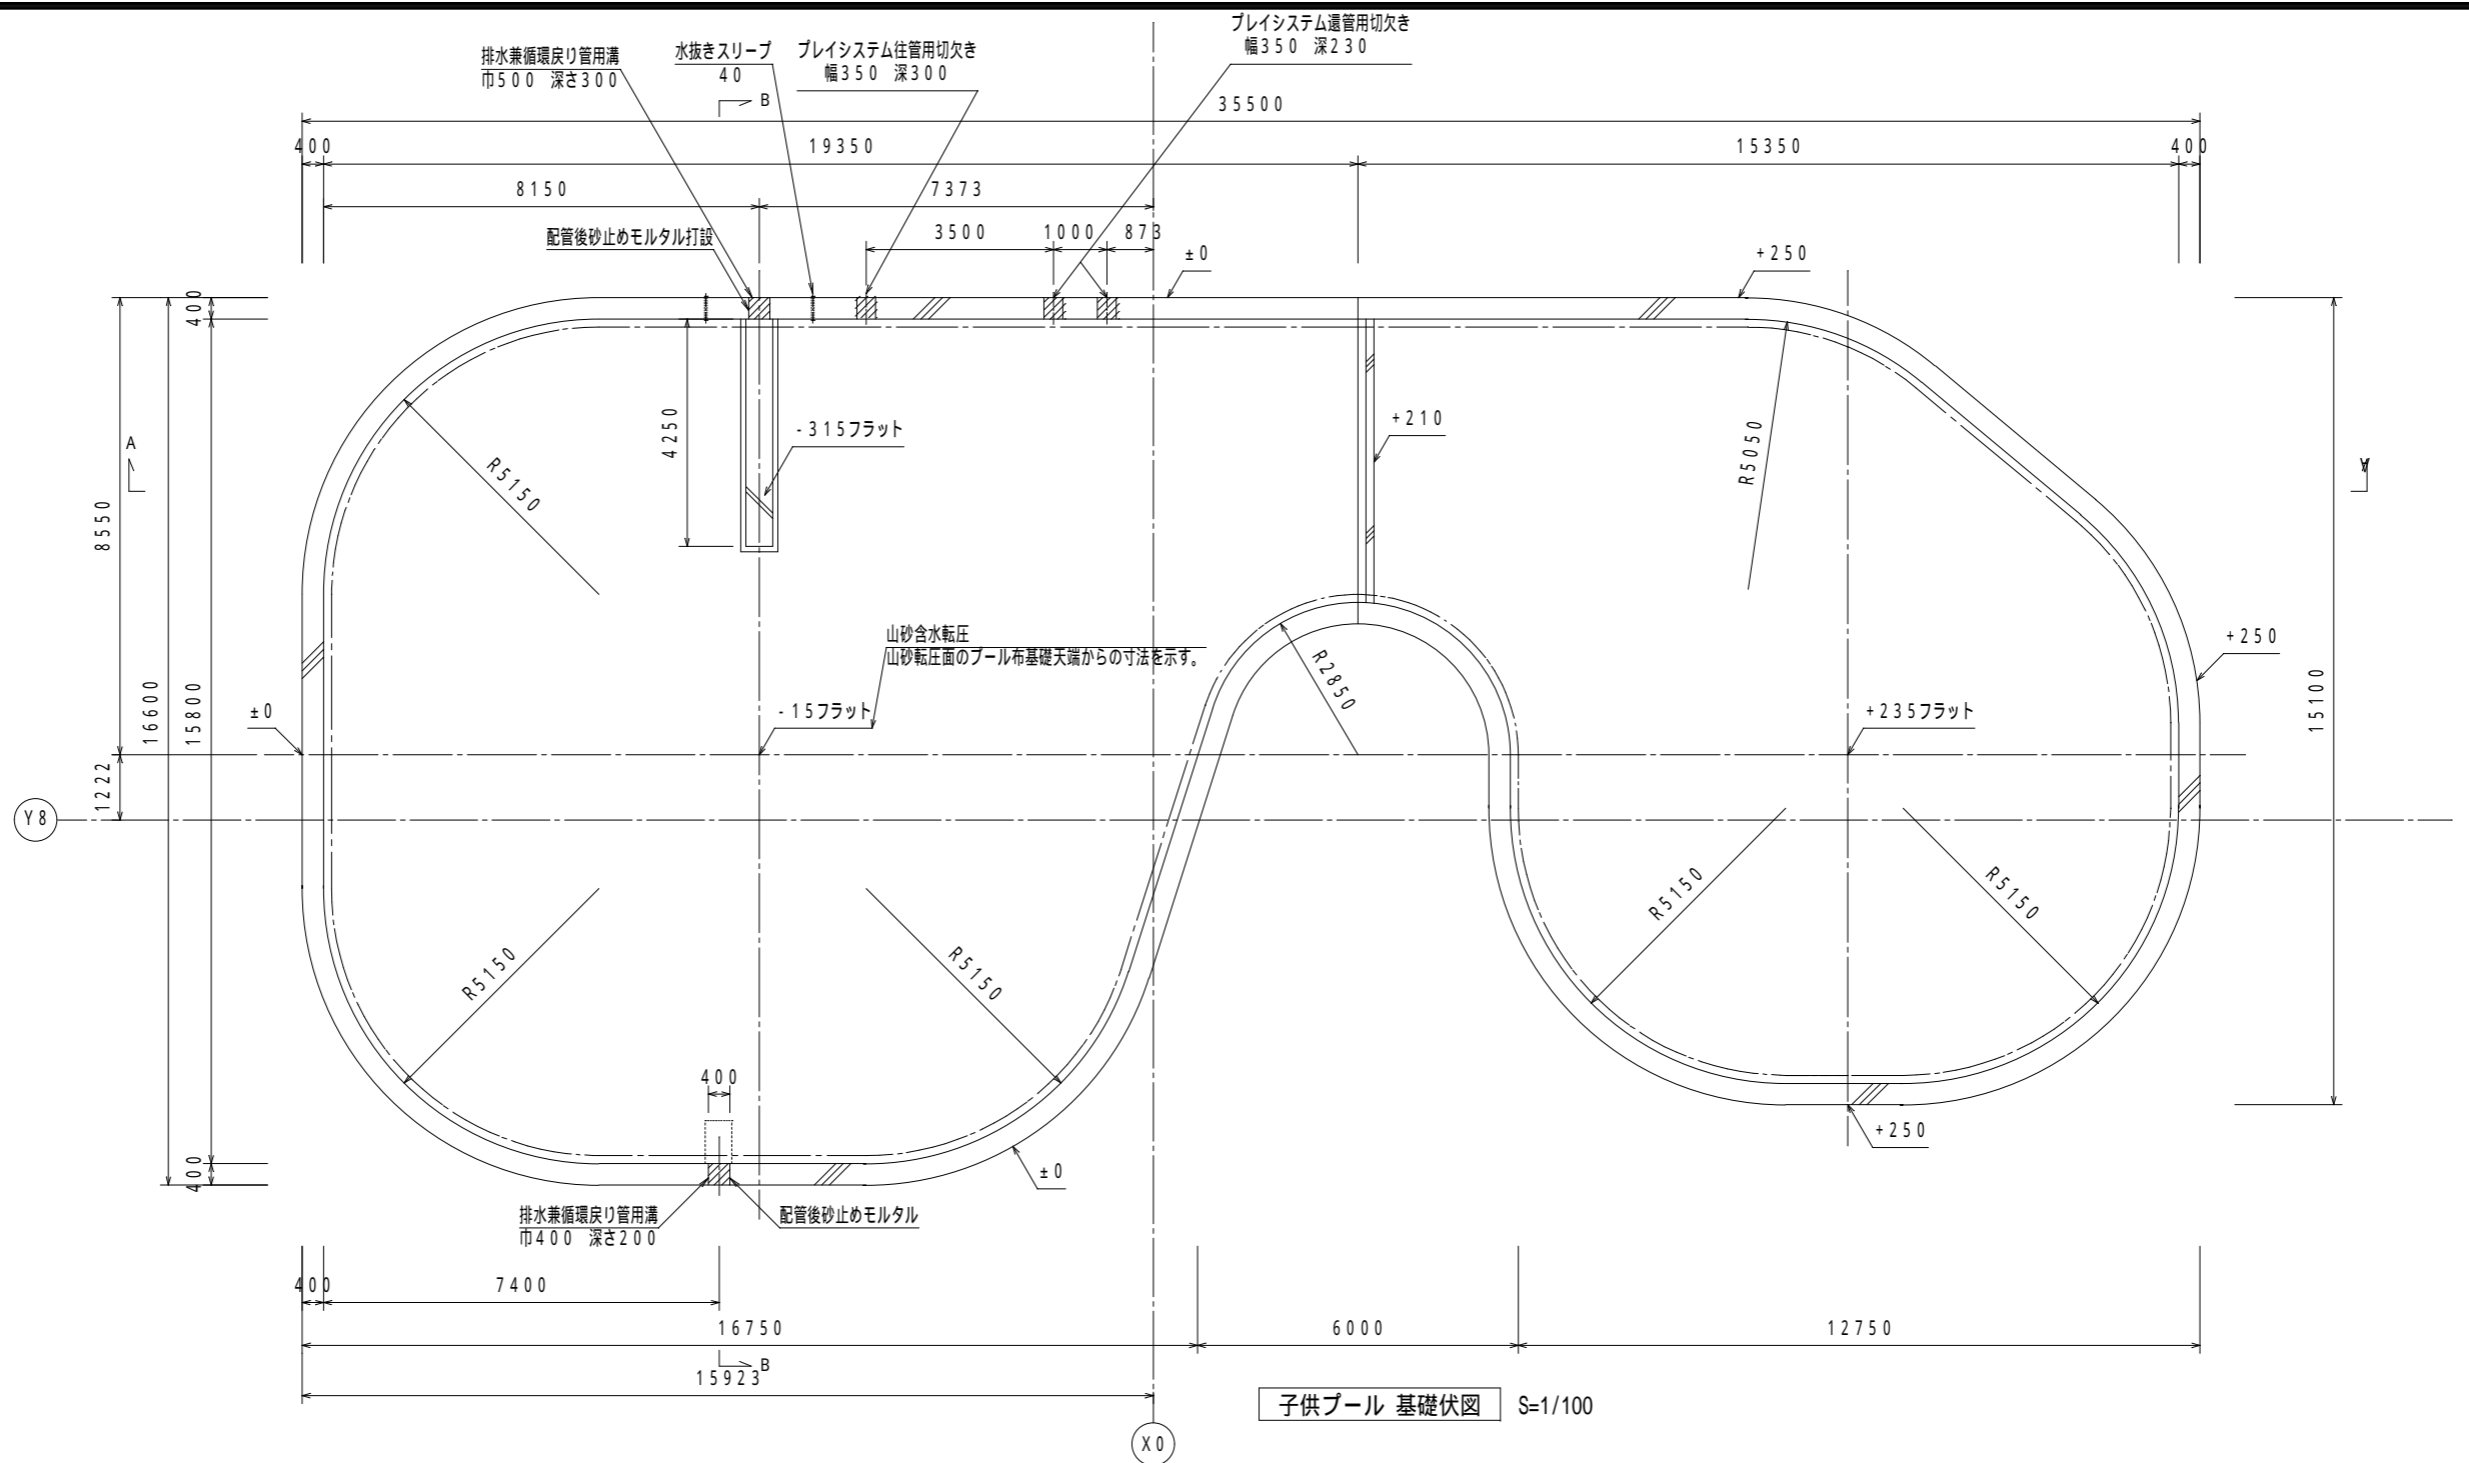 プレイシステム還管用切欠き
幅350 深230
排水兼循環戻り管用溝
巾500 深さ300
水抜きスリーブ
40
プレイシステム往管用切欠き
幅350 深300
B
35500
400
19350
15350
400
8150
7373
配管後砂止めモルタル打設
3500
1000
873
±0
+250
400
4250
-315フラット
+210
R5050
A
A
R5150
8550
山砂含水転圧
山砂転圧面のプール布基礎天端からの寸法を示す。
R2850
+250
16600
15800
±0
-15フラット
+235フラット
15100
1222
Y8
R5150
R5150
R5150
R5150
400
+250
±0
400
排水兼循環戻り管用溝
巾400 深さ200
配管後砂止めモルタル
400
7400
16750
6000
12750
B
15923
子供プール 基礎伏図
S=1/100
X0